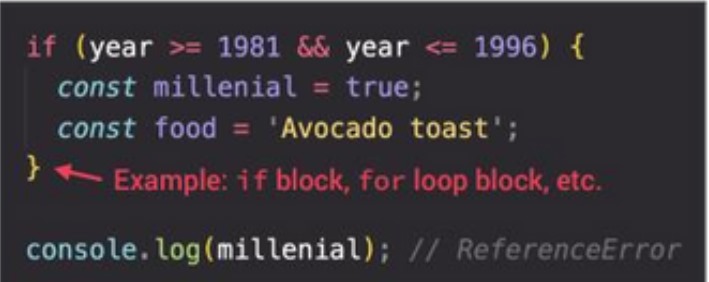 if (year >= 1981 && year <= 1996) {
const millenial = true;
const food = 'Avocado toast';
} Example: if block, for loop block, etc.
console.log(millenial); // ReferenceError